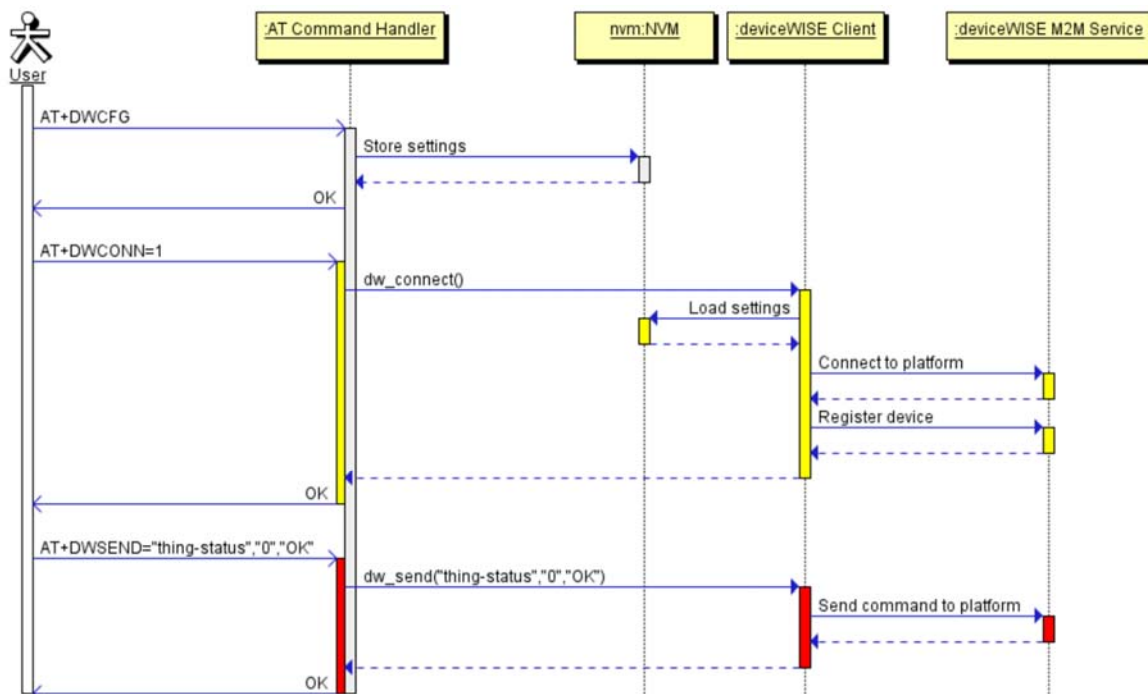 :AT Command Handler
nvm:NVM
:deviceWISE Client
:deviceWISE M2M Service
User
AT+DWCFG
Store settings
OK
AT+DWCONN=1
dw_connect()
Load settings
Connect to platform
Register device
OK
AT+DWSEND="thing-status","0","OK"
dw_send("thing-status","0","OK")
Send command to platform
OK